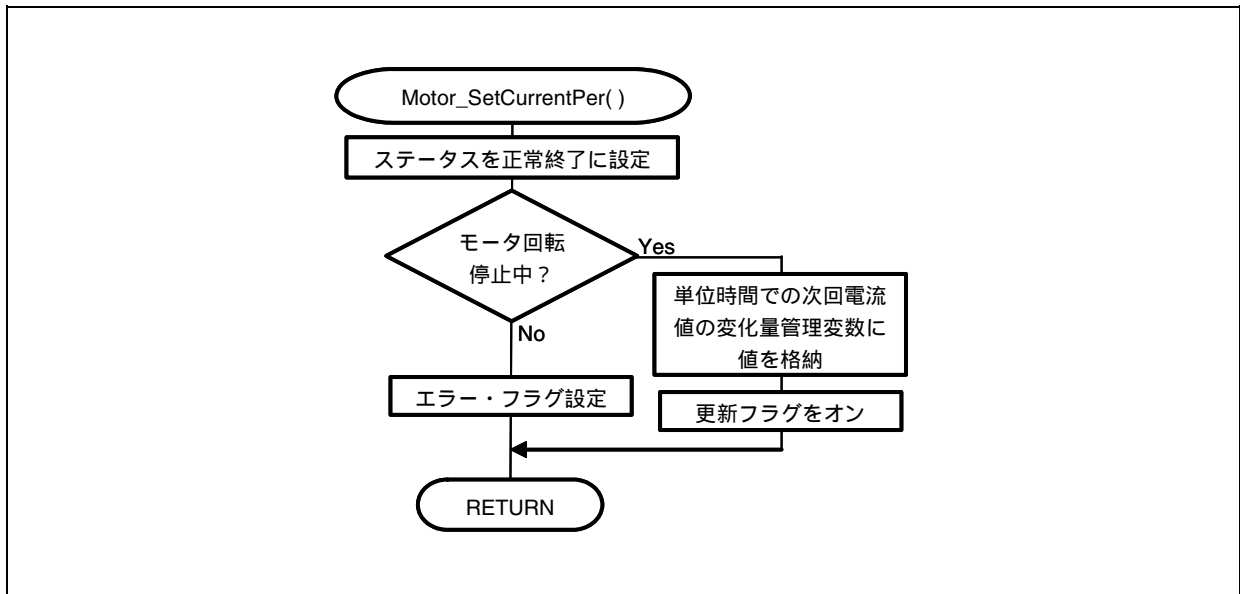 Motor_SetCurrentPer( )
ステータスを正常終了に設定
モータ回転
停止中？
Yes
単位時間での次回電流
値の変化量管理変数に
値を格納
No
エラー・フラグ設定
更新フラグをオン
RETURN